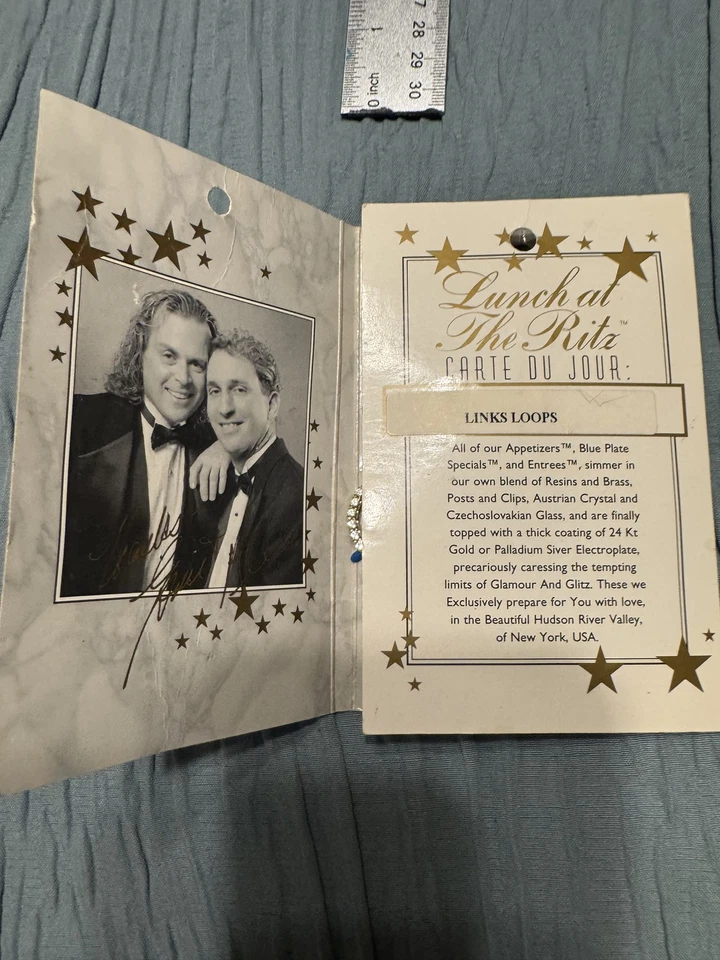 27 28 29 30
1
0 inch
Lunch at
The Ritz™
CARTE DU JOUR:
LINKS LOOPS
All of our Appetizers™, Blue Plate
Specials™, and Entrees™, simmer in
our own blend of Resins and Brass,
Posts and Clips, Austrian Crystal and
Czechoslovakian Glass, and are finally
topped with a thick coating of 24 Kt
Gold or Palladium Siver Electroplate,
precariously caressing the tempting
limits of Glamour And Glitz. These we
Exclusively prepare for You with love,
in the Beautiful Hudson River Valley,
of New York, USA.